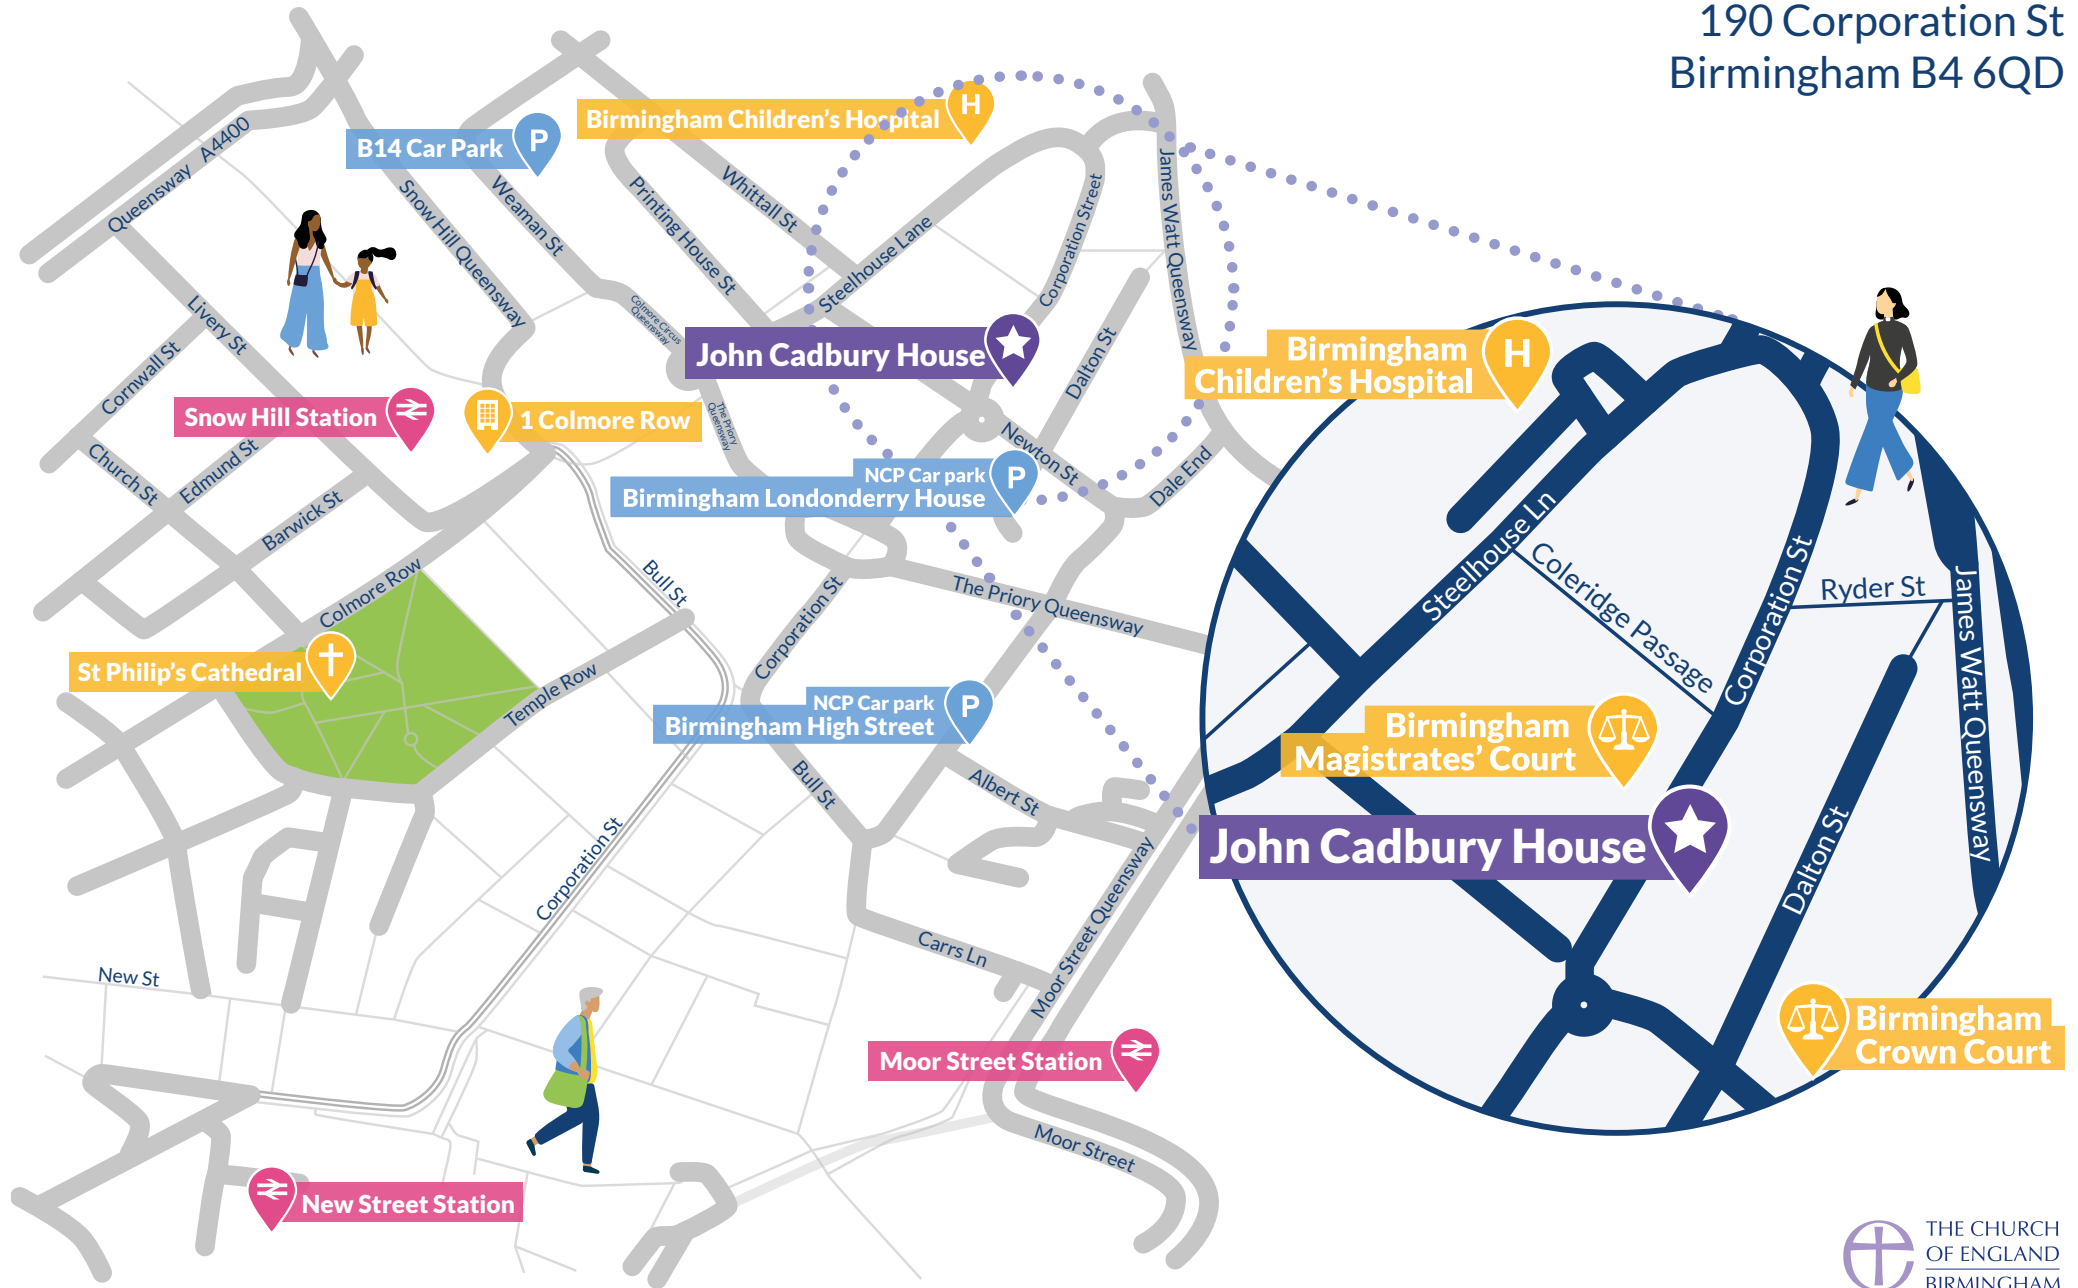 190 Corporation St
Birmingham B4 6QD
Birmingham Children's Hospital
H
B14 Car Park
P
Queensway A4400
Snow Hill Queensway
Weaman St
Printing House St
Whittall St
Steelhouse Lane
Corporation Street
James Watt Queensway
Livery St
Cornwall St
Colmore Circus
Queensway
John Cadbury House
Dalton St
Snow Hill Station
1 Colmore Row
The Priory
Queensway
Church St
Edmund St
Barwick St
Newton St
Dale End
NCP Car park
Birmingham Londonderry House
P
Colmore Row
Bull St
Corporation St
The Priory Queensway
St Philip's Cathedral
Temple Row
NCP Car park
Birmingham High Street
P
Bull St
Albert St
Corporation St
Carrs Ln
Moor Street Queensway
New St
Moor Street Station
Moor Street
New Street Station
Birmingham
Children's Hospital
H
Steelhouse Ln
Coleridge Passage
Corporation St
Ryder St
James Watt Queensway
Birmingham
Magistrates' Court
John Cadbury House
Dalton St
Birmingham
Crown Court
THE CHURCH
OF ENGLAND
BIRMINGHAM